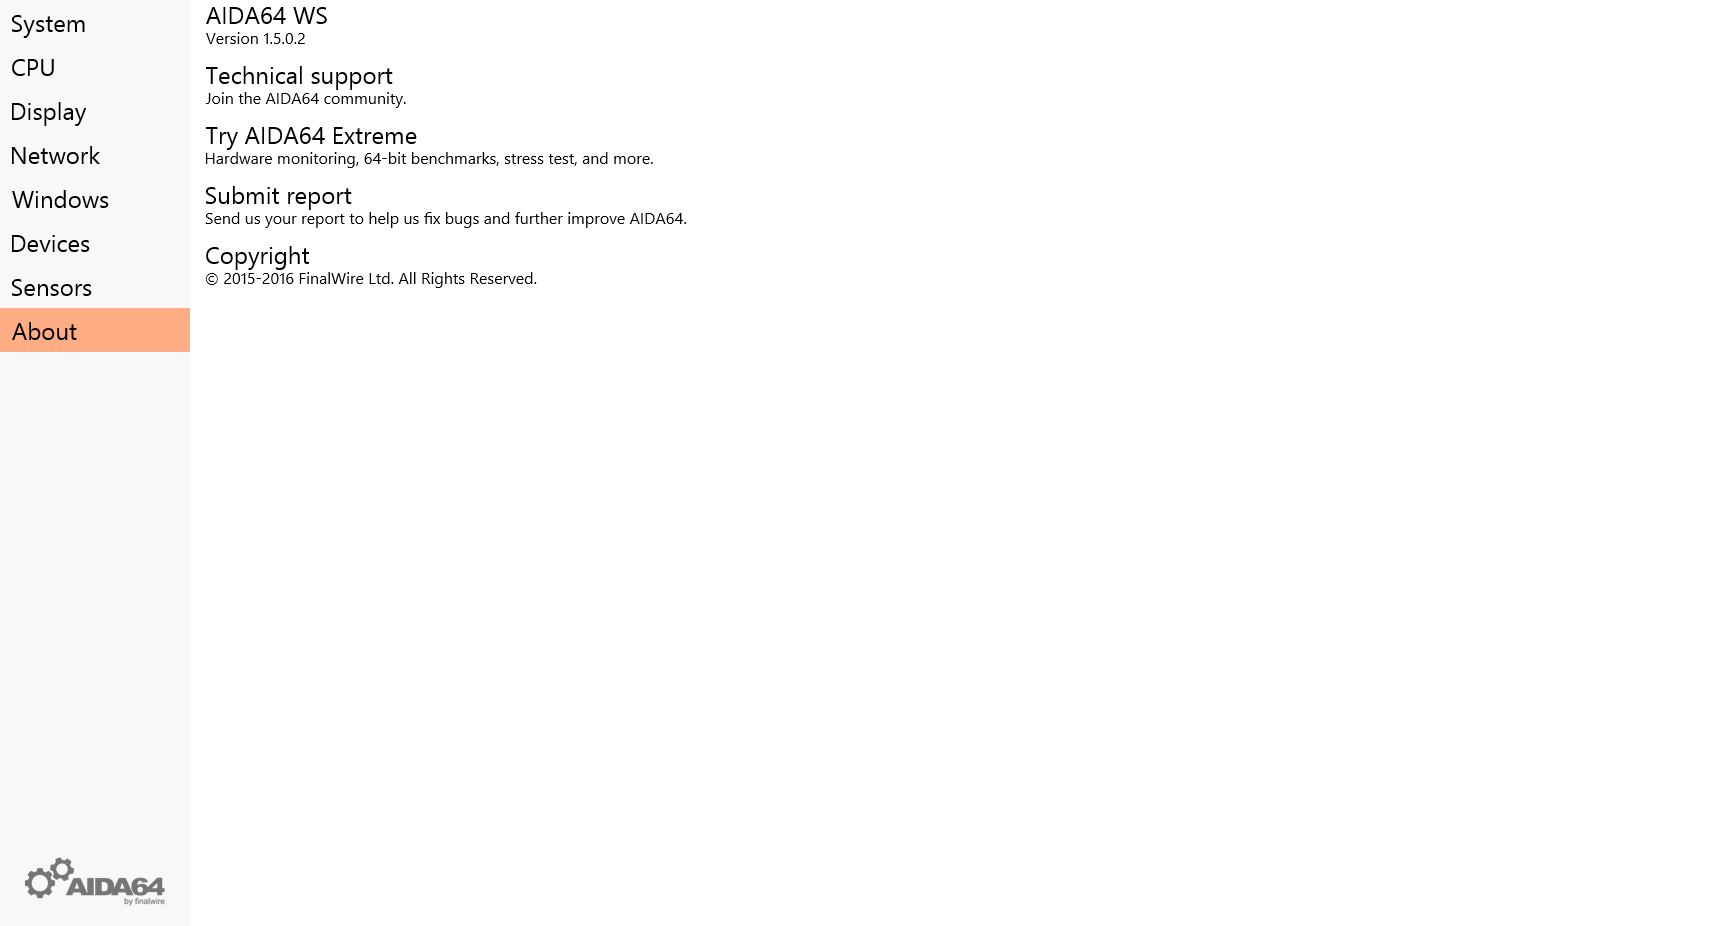 System
CPU
Display
Network
Windows
Devices
Sensors
About
AIDA64 WS
Version 1.5.0.2
Technical support
Join the AIDA64 community.
Try AIDA64 Extreme
Hardware monitoring, 64-bit benchmarks, stress test, and more.
Submit report
Send us your report to help us fix bugs and further improve AIDA64.
Copyright
© 2015-2016 FinalWire Ltd. All Rights Reserved.
AIDA64
by finalwire